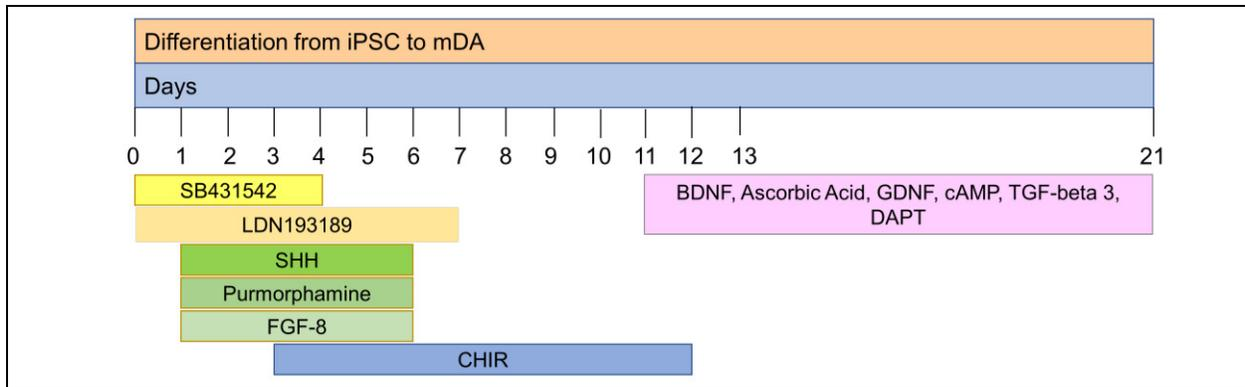 Differentiation from iPSC to mDA
Days
0 1 2 3 4 5 6 7 8 9 10 11 12 13 21
SB431542
BDNF, Ascorbic Acid, GDNF, cAMP, TGF-beta 3,
DAPT
LDN193189
SHH
Purmorphamine
FGF-8
CHIR